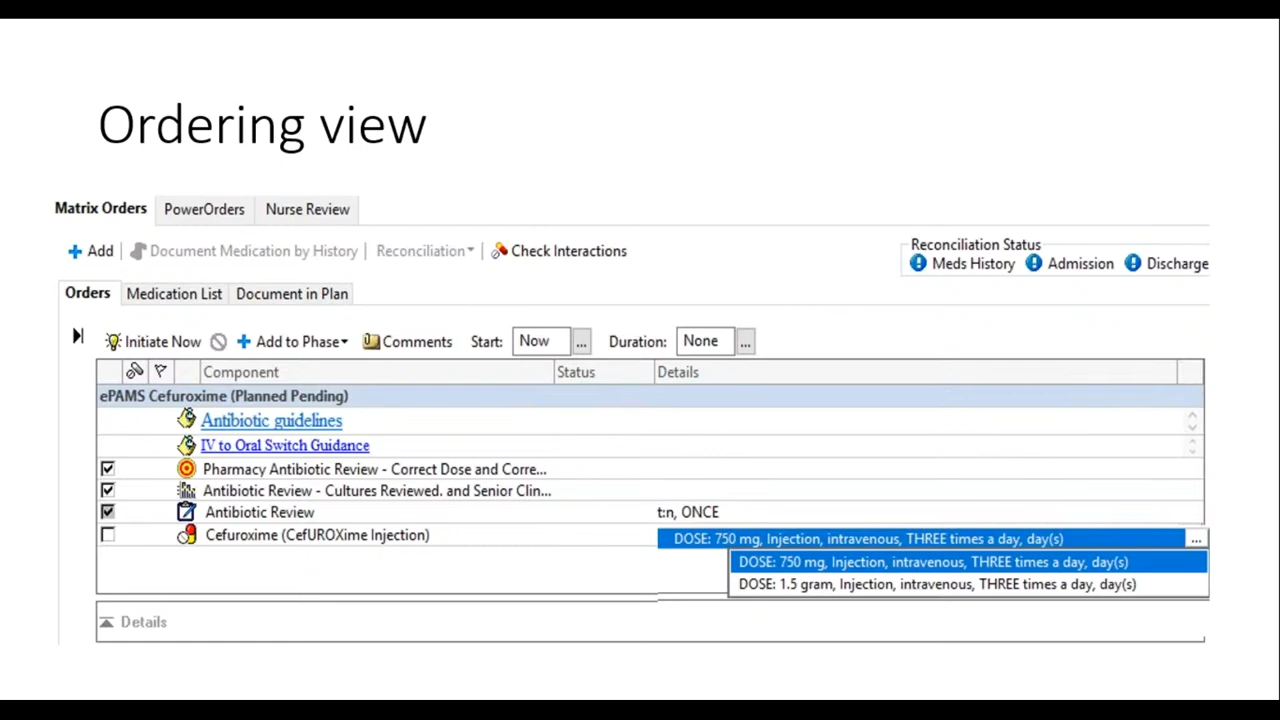 Ordering view
Matrix Orders PowerOrders Nurse Review
Add Document Medication by History Reconciliation Check Interactions
Reconciliation Status
Meds History Admission Discharge
Orders Medication List Document in Plan
Initiate Now Add to Phase Comments Start: Now ... Duration: None ...
Component Status Details
ePAMS Cefuroxime (Planned Pending)
Antibiotic guidelines
IV to Oral Switch Guidance
Pharmacy Antibiotic Review - Correct Dose and Corre...
Antibiotic Review - Cultures Reviewed. and Senior Clin...
Antibiotic Review t:n, ONCE
Cefuroxime (CefUROXime Injection) DOSE: 750 mg, Injection, intravenous, THREE times a day, day(s) ...
DOSE: 750 mg, Injection, intravenous, THREE times a day, day(s)
DOSE: 1.5 gram, Injection, intravenous, THREE times a day, day(s)
Details